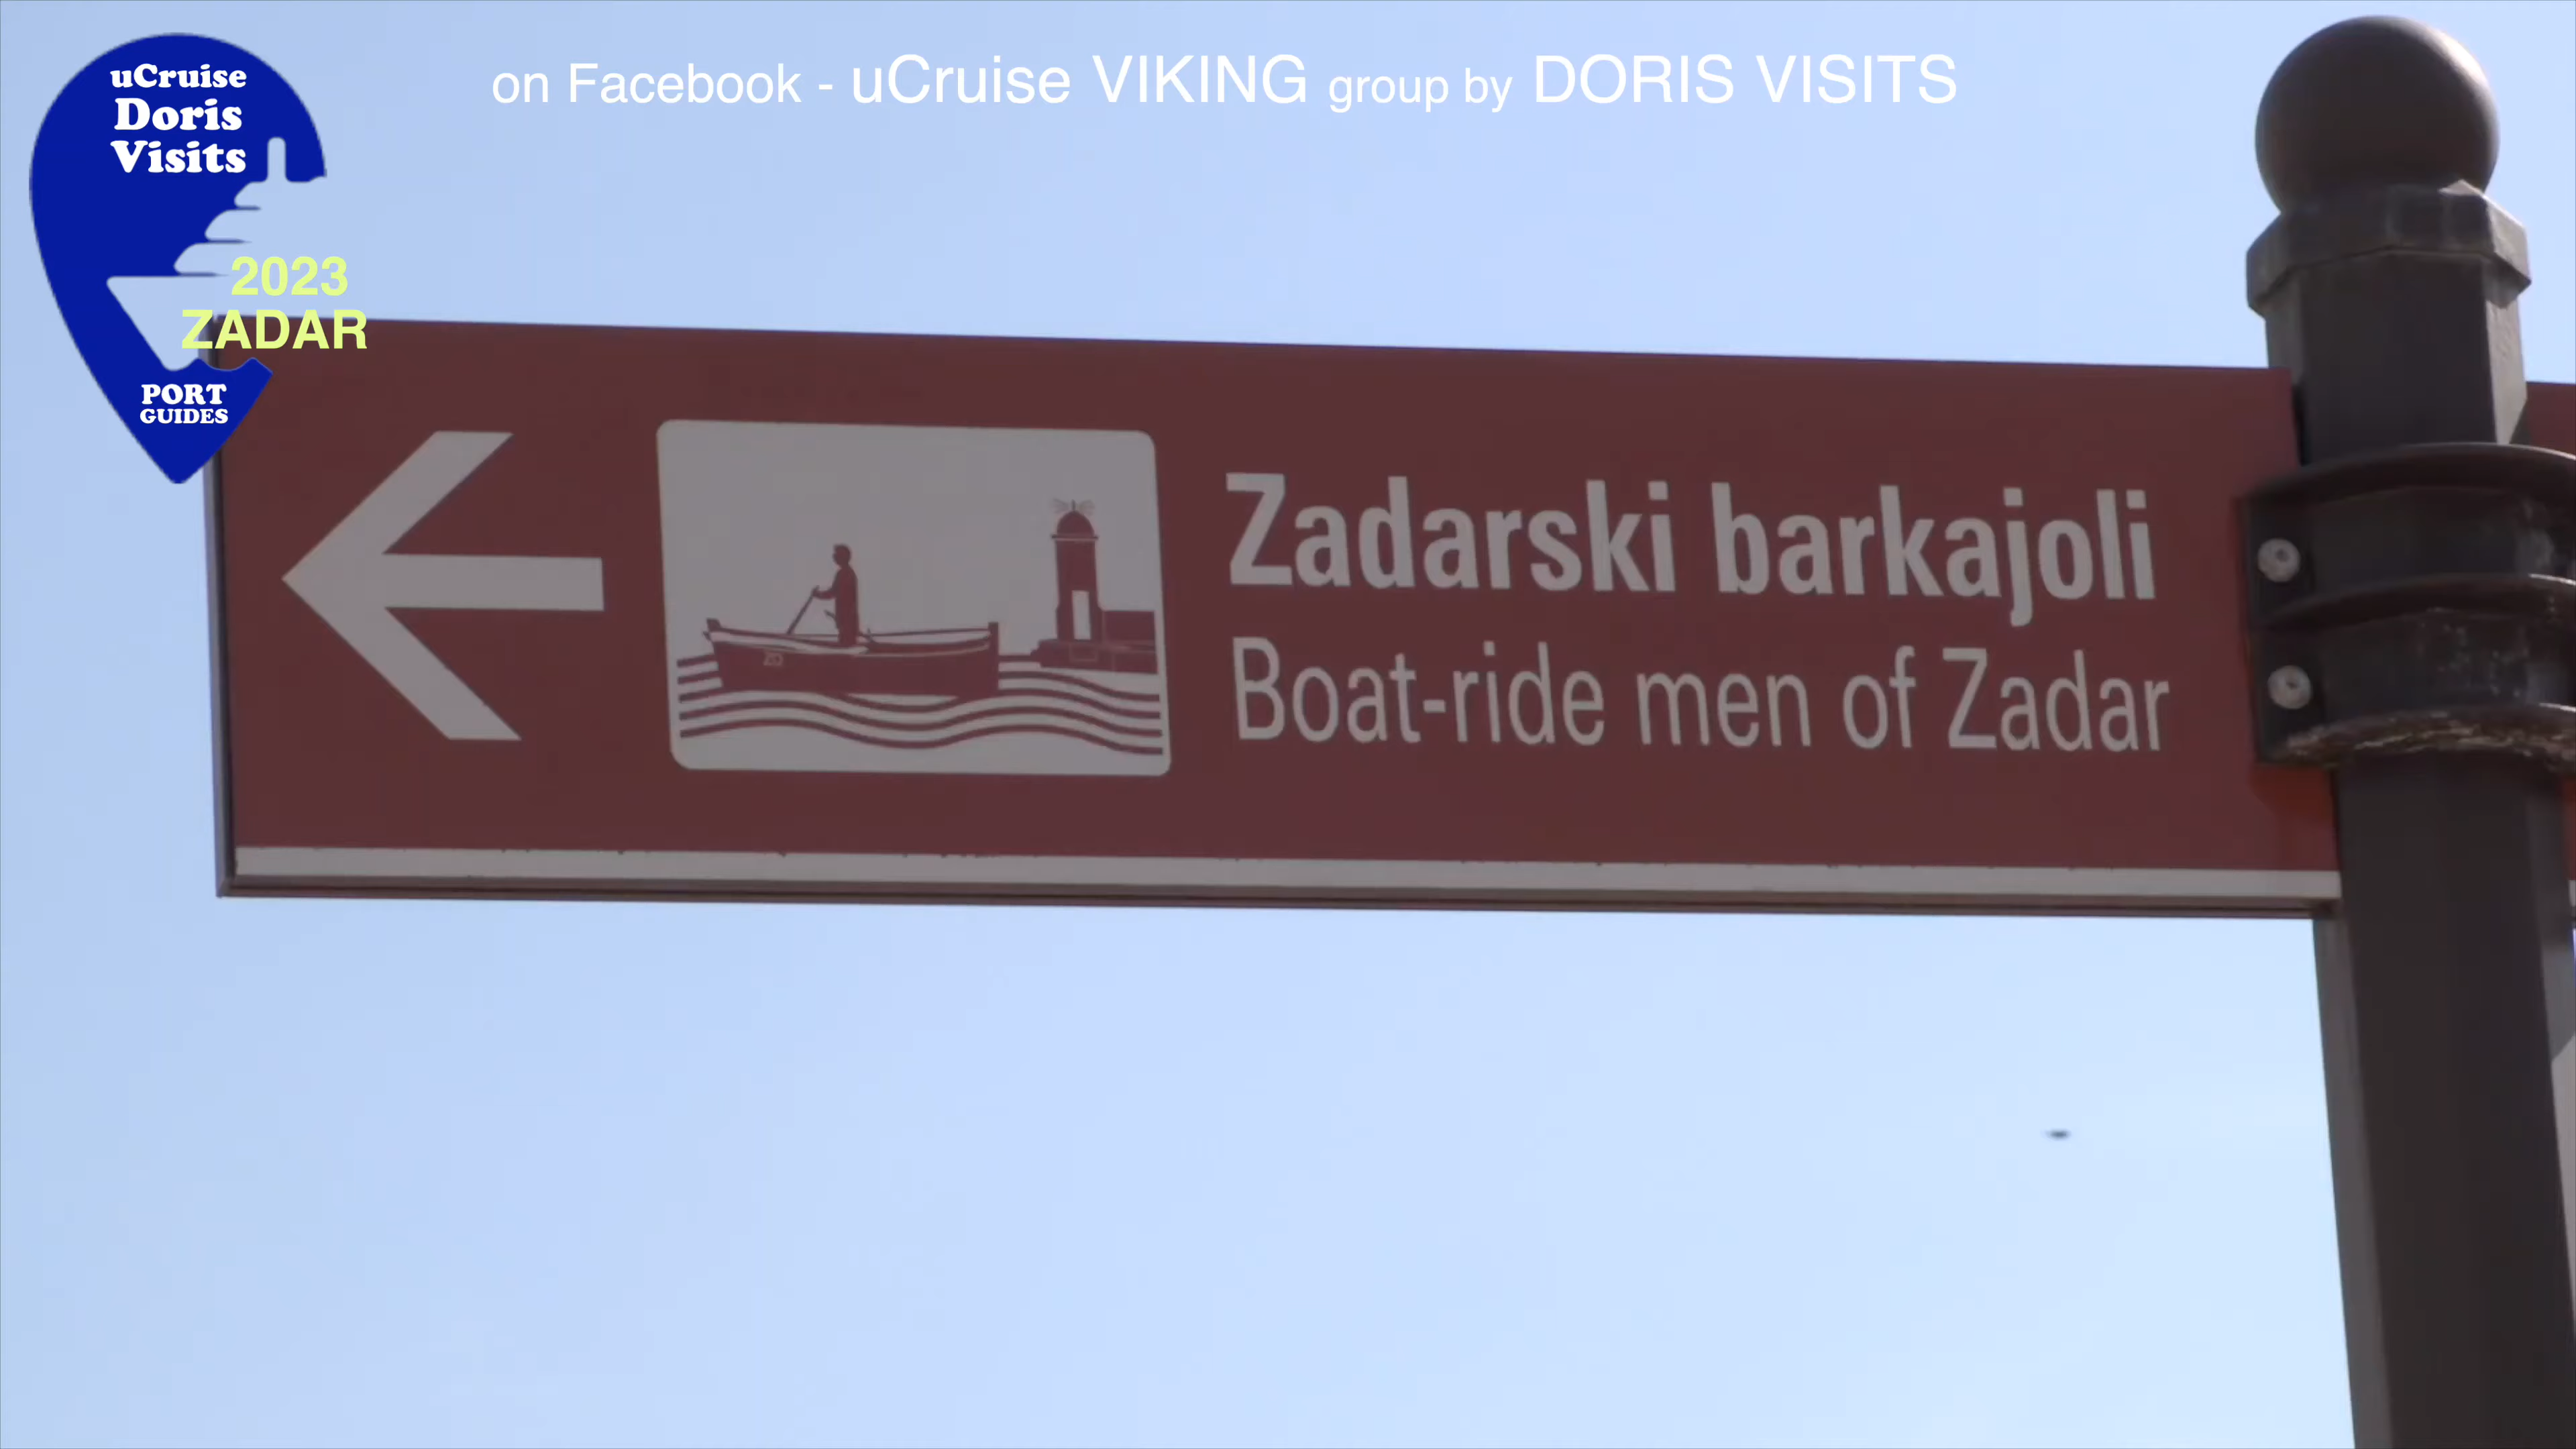 uCruise
Doris
Visits
on Facebook - uCruise VIKING group by DORIS VISITS
2023
ZADAR
PORT
GUIDES
Zadarski barkajoli
Boat-ride men of Zadar